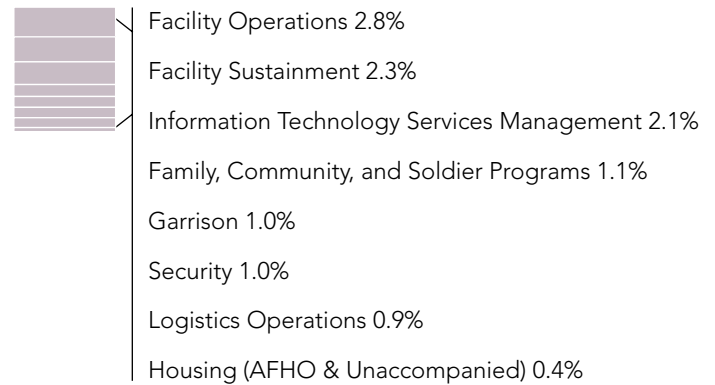 Facility Operations 2.8%
Facility Sustainment 2.3%
Information Technology Services Management 2.1%
Family, Community, and Soldier Programs 1.1%
Garrison 1.0%
Security 1.0%
Logistics Operations 0.9%
Housing (AFHO & Unaccompanied) 0.4%